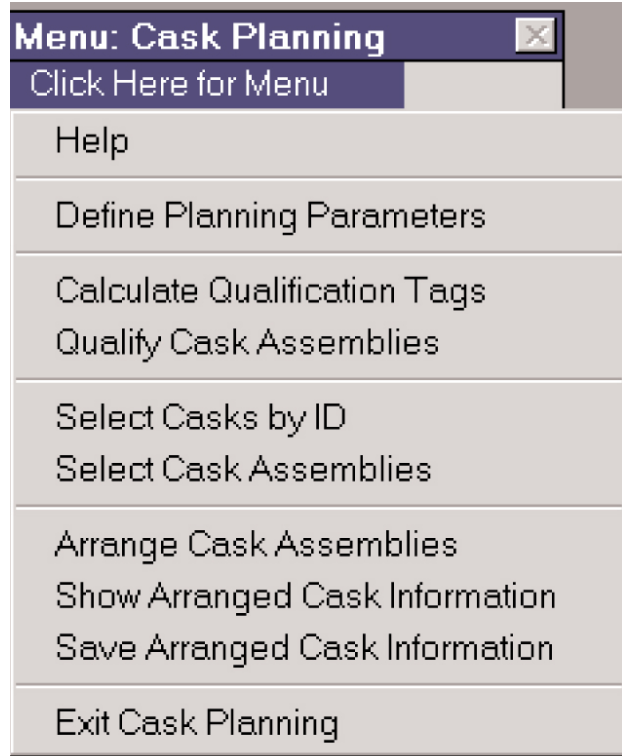 Menu: Cask Planning
Click Here for Menu
Help
Define Planning Parameters
Calculate Qualification Tags
Qualify Cask Assemblies
Select Casks by ID
Select Cask Assemblies
Arrange Cask Assemblies
Show Arranged Cask Information
Save Arranged Cask Information
Exit Cask Planning